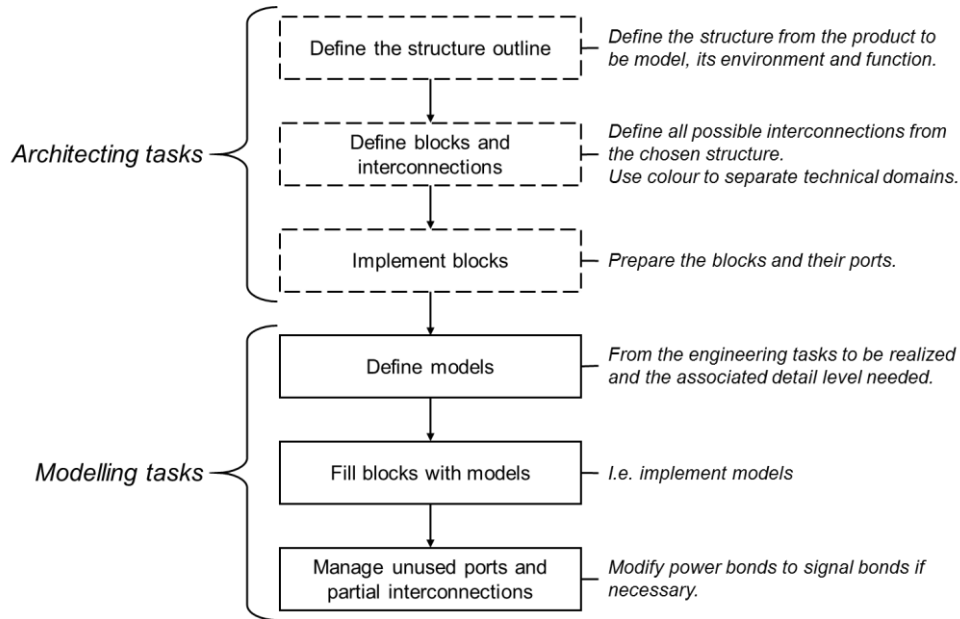 Define the structure outline
Define the structure from the product to
be model, its environment and function.
Architecting tasks
Define blocks and
interconnections
Define all possible interconnections from
the chosen structure.
Use colour to separate technical domains.
Implement blocks
Prepare the blocks and their ports.
Define models
From the engineering tasks to be realized
and the associated detail level needed.
Modelling tasks
Fill blocks with models
I.e. implement models
Manage unused ports and
partial interconnections
Modify power bonds to signal bonds if
necessary.